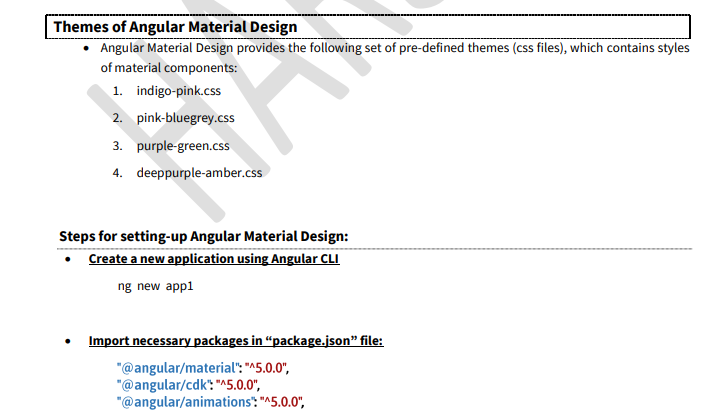 Themes of Angular Material Design
• Angular Material Design provides the following set of pre-defined themes (css files), which contains styles
of material components:
1. indigo-pink.css
2. pink-bluegrey.css
3. purple-green.css
4. deeppurple-amber.css
Steps for setting-up Angular Material Design:
• Create a new application using Angular CLI
ng new app1
• Import necessary packages in “package.json” file:
"@angular/material": "^5.0.0",
"@angular/cdk": "^5.0.0",
"@angular/animations": "^5.0.0",